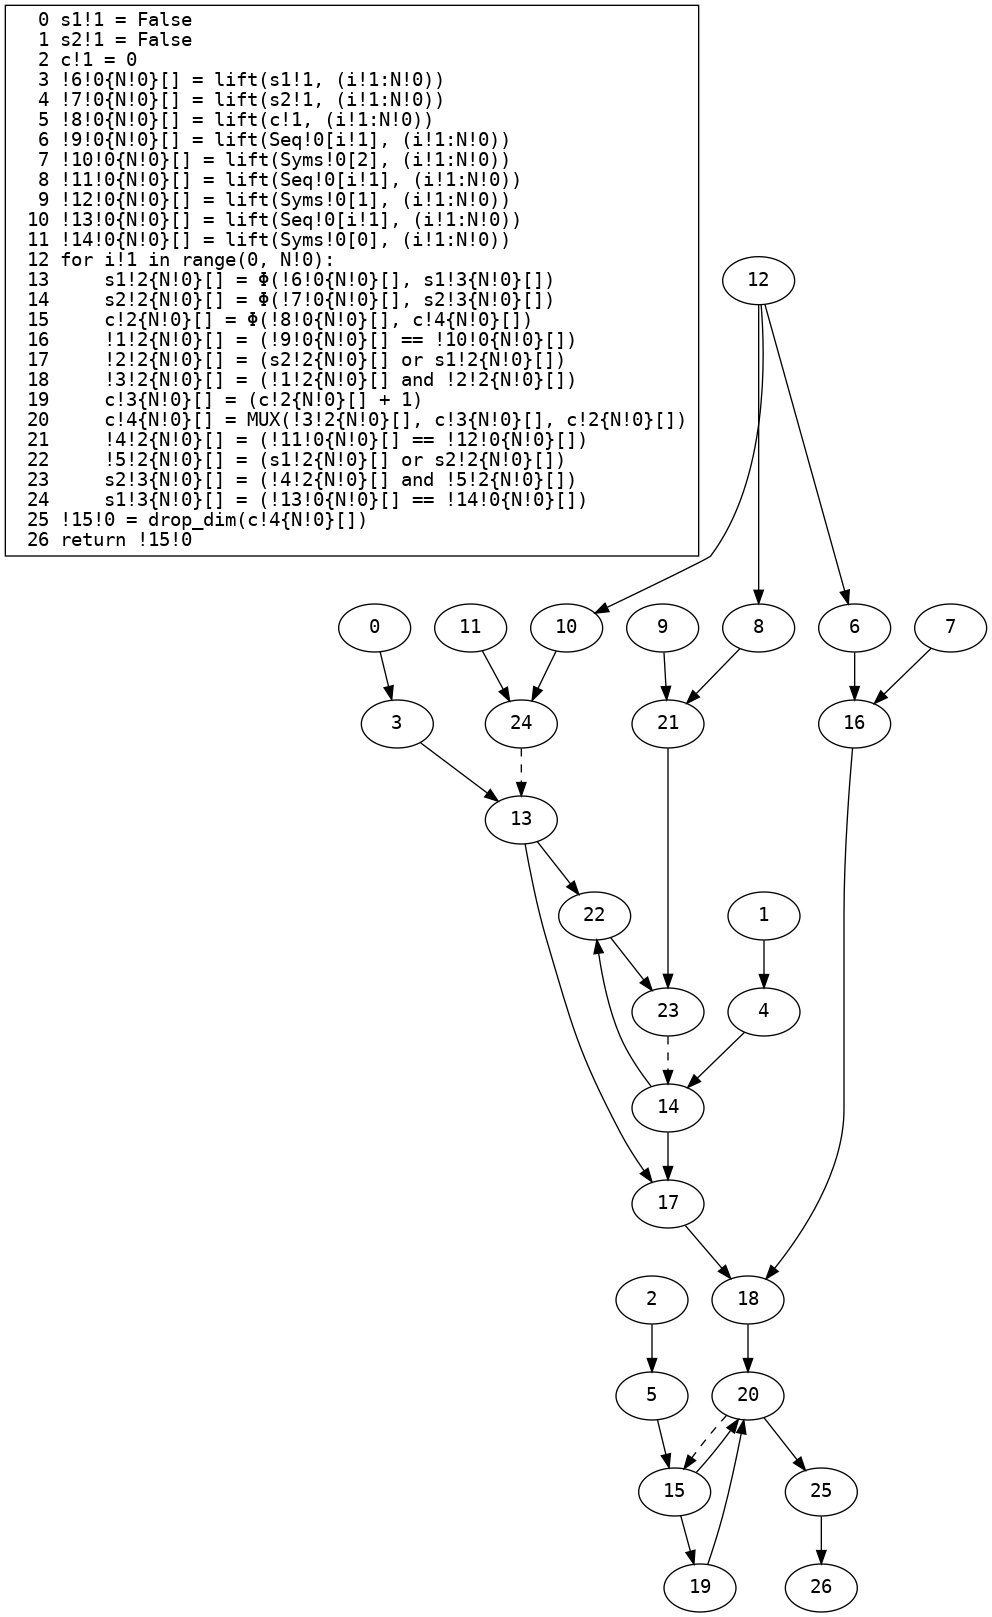 0 s1!1 = False
1 s2!1 = False
2 c!1 = 0
3 !6!0{N!0}[] = lift(s1!1, (i!1:N!0))
4 !7!0{N!0}[] = lift(s2!1, (i!1:N!0))
5 !8!0{N!0}[] = lift(c!1, (i!1:N!0))
6 !9!0{N!0}[] = lift(Seq!0[i!1], (i!1:N!0))
7 !10!0{N!0}[] = lift(Syms!0[2], (i!1:N!0))
8 !11!0{N!0}[] = lift(Seq!0[i!1], (i!1:N!0))
9 !12!0{N!0}[] = lift(Syms!0[1], (i!1:N!0))
10 !13!0{N!0}[] = lift(Seq!0[i!1], (i!1:N!0))
11 !14!0{N!0}[] = lift(Syms!0[0], (i!1:N!0))
12 for i!1 in range(0, N!0):
13     s1!2{N!0}[] = Φ(!6!0{N!0}[], s1!3{N!0}[])
14     s2!2{N!0}[] = Φ(!7!0{N!0}[], s2!3{N!0}[])
15     c!2{N!0}[] = Φ(!8!0{N!0}[], c!4{N!0}[])
16     !1!2{N!0}[] = (!9!0{N!0}[] == !10!0{N!0}[])
17     !2!2{N!0}[] = (s2!2{N!0}[] or s1!2{N!0}[])
18     !3!2{N!0}[] = (!1!2{N!0}[] and !2!2{N!0}[])
19     c!3{N!0}[] = (c!2{N!0}[] + 1)
20     c!4{N!0}[] = MUX(!3!2{N!0}[], c!3{N!0}[], c!2{N!0}[])
21     !4!2{N!0}[] = (!11!0{N!0}[] == !12!0{N!0}[])
22     !5!2{N!0}[] = (s1!2{N!0}[] or s2!2{N!0}[])
23     s2!3{N!0}[] = (!4!2{N!0}[] and !5!2{N!0}[])
24     s1!3{N!0}[] = (!13!0{N!0}[] == !14!0{N!0}[])
25 !15!0 = drop_dim(c!4{N!0}[])
26 return !15!0
12
0
11
10
9
8
6
7
3
24
21
16
13
22
1
23
4
14
17
2
18
5
20
15
25
19
26